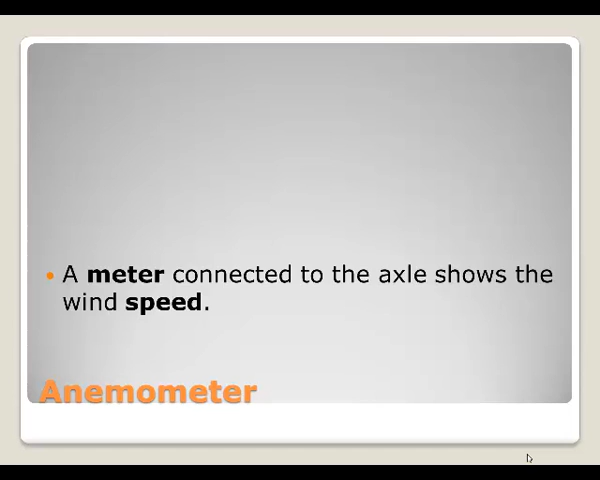 • A meter connected to the axle shows the
wind speed.
Anemometer